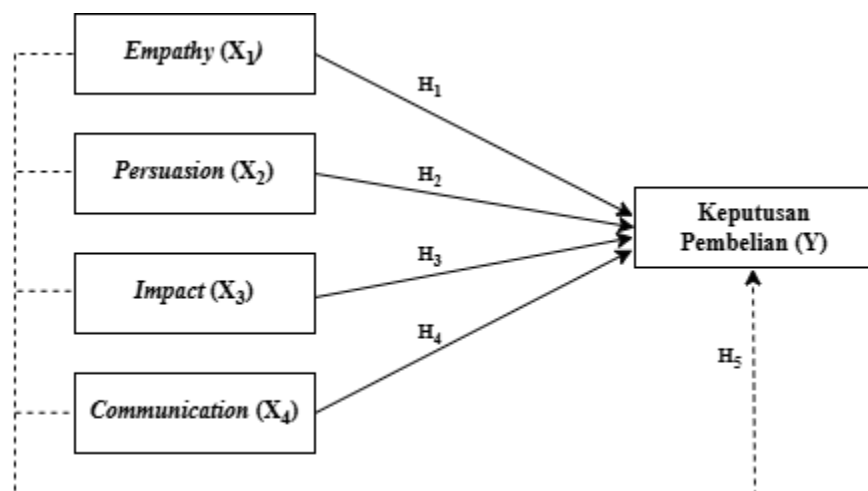 Empathy (X₁)
H₁
Persuasion (X₂)
H₂
Keputusan
Pembelian (Y)
Impact (X₃)
H₃
H₄
H₅
Communication (X₄)